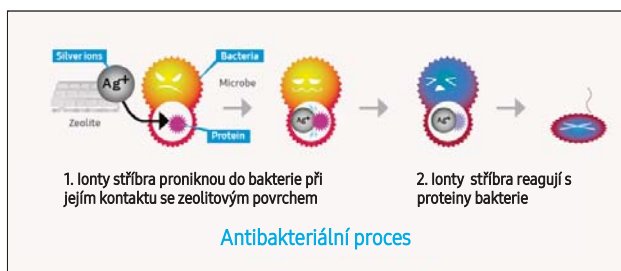 Silver ions
Bacteria
Ag+
Microbe
Zeolite
Protein
Ag+
Ag+
1. Ionty stříbra proniknou do bakterie při
jejím kontaktu se zeolitovým povrchem
2. Ionty stříbra reagují s
proteiny bakterie
Antibakteriální proces